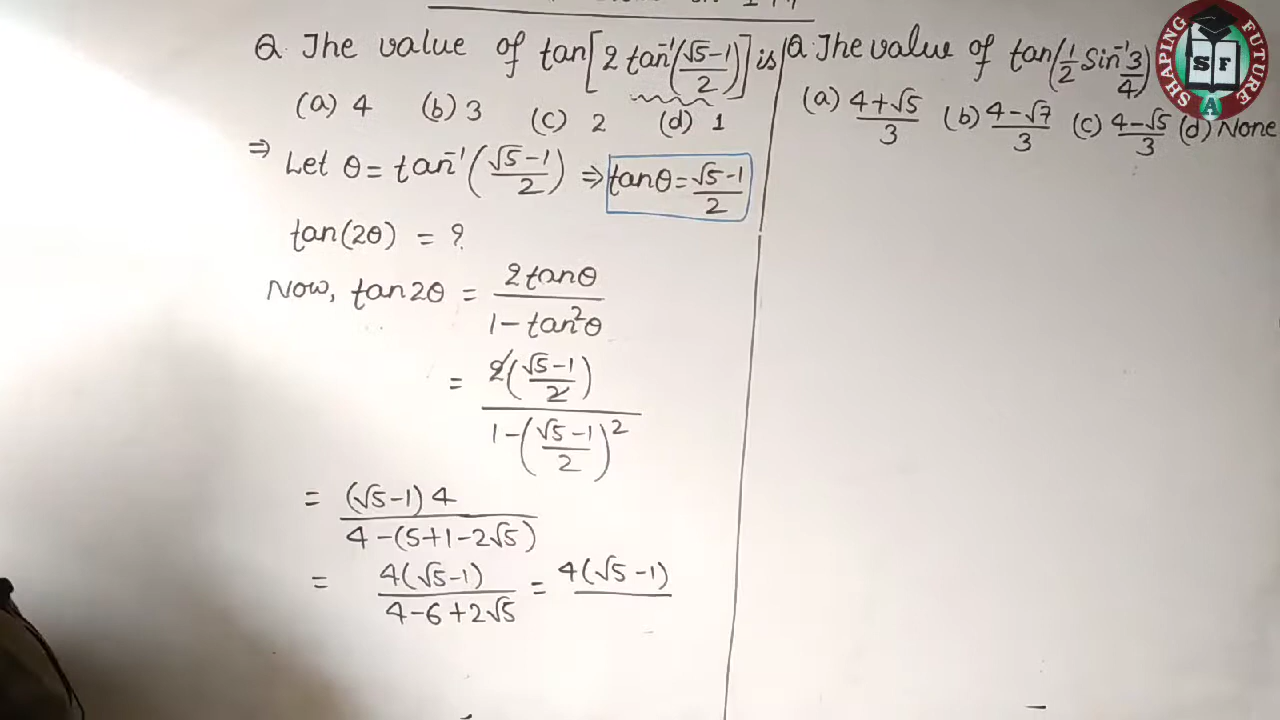 Q. The value of tan[2 tan⁻¹(√5-1/2)] is
(a) 4 (b) 3 (c) 2 (d) 1
⇒ Let θ = tan⁻¹(√5-1/2) ⇒ tanθ = √5-1/2
tan(2θ) = ?
Now, tan2θ = 2tanθ/1-tan²θ
= 2(√5-1/2)/1-(√5-1/2)²
= (√5-1)4/4-(5+1-2√5)
= 4(√5-1)/4-6+2√5 = 4(√5-1)
Q. The value of tan(1/2 Sin⁻¹3/4)
(a) 4+√5/3 (b) 4-√7/3 (c) 4-√5/3 (d) None
SHAPING FUTURE
S F
A